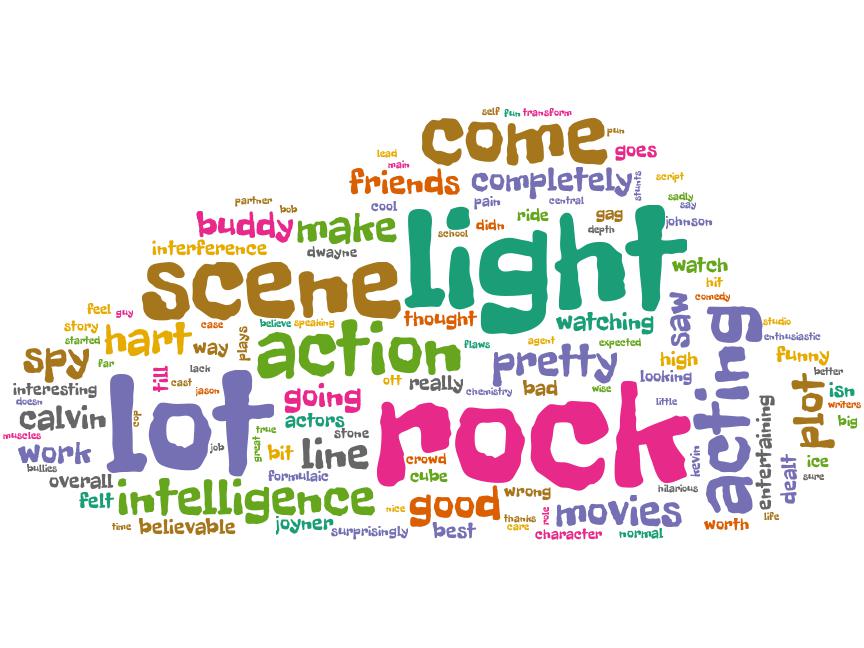 self fun transform
come
pun
goes
lead
main
friends
completely
stunts
script
sadly
say
partner
bob
cool
pain
central
buddy
make
school
didn
ride
gag
depth
johnson
interference
dwayne
light
scene
watch
hit
comedy
feel
guy
thought
watching
saw
story
started
hart
case
way
plays
believe
speaking
action
flaws
agent
expected
acting
studio
enthusiastic
spy
far
pretty
high
looking
funny
better
interesting
doesn
till
lack
cast
jason
going
ott
really
chemistry
bad
wise
little
plot
isn
writers
big
calvin
muscles
cop
lot
actors
stone
rock
entertaining
work
bullies
job
great
true
bit
line
crowd
cube
kevin
dealt
ice
sure
overall
formulaic
hilarious
felt
intelligence
nice
good
wrong
thanks
care
role
movies
worth
life
time
believable
joyner
surprisingly
best
character
normal